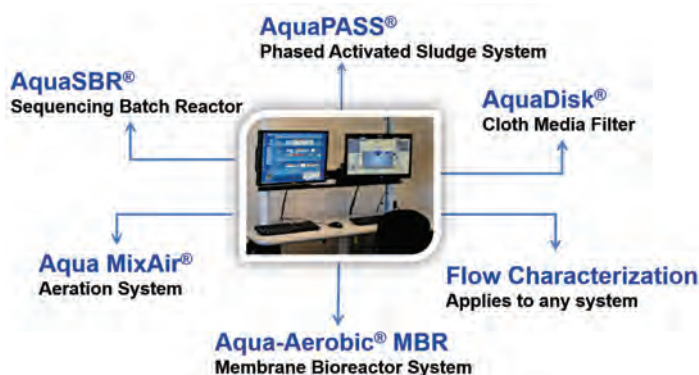 AquaPASS®
Phased Activated Sludge System
AquaSBR®
Sequencing Batch Reactor
AquaDisk®
Cloth Media Filter
Aqua MixAir®
Aeration System
Flow Characterization
Applies to any system
Aqua-Aerobic® MBR
Membrane Bioreactor System